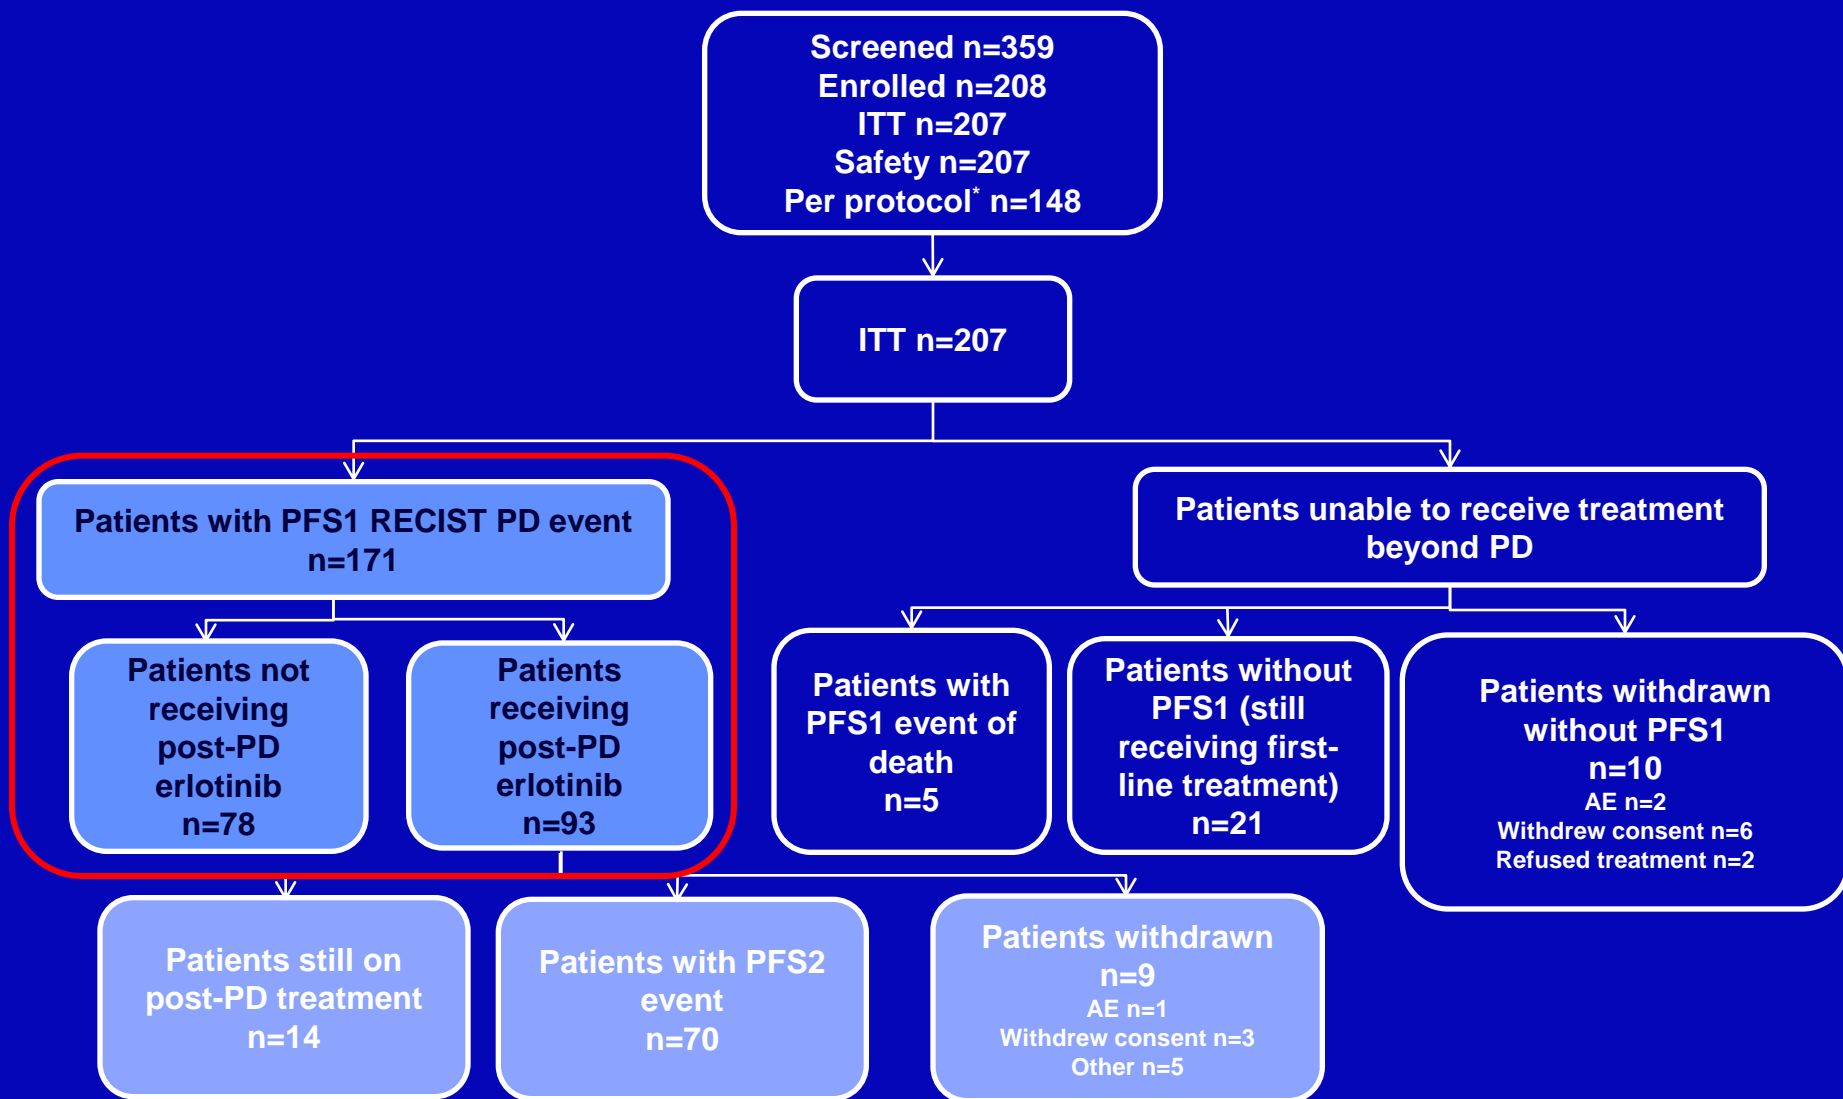 Screened n=359
Enrolled n=208
ITT n=207
Safety n=207
Per protocol* n=148
ITT n=207
Patients with PFS1 RECIST PD event
n=171
Patients unable to receive treatment
beyond PD
Patients not
receiving
post-PD
erlotinib
n=78
Patients
receiving
post-PD
erlotinib
n=93
Patients with
PFS1 event of
death
n=5
Patients without
PFS1 (still
receiving first-
line treatment)
n=21
Patients withdrawn
without PFS1
n=10
AE n=2
Withdrew consent n=6
Refused treatment n=2
Patients still on
post-PD treatment
n=14
Patients with PFS2
event
n=70
Patients withdrawn
n=9
AE n=1
Withdrew consent n=3
Other n=5